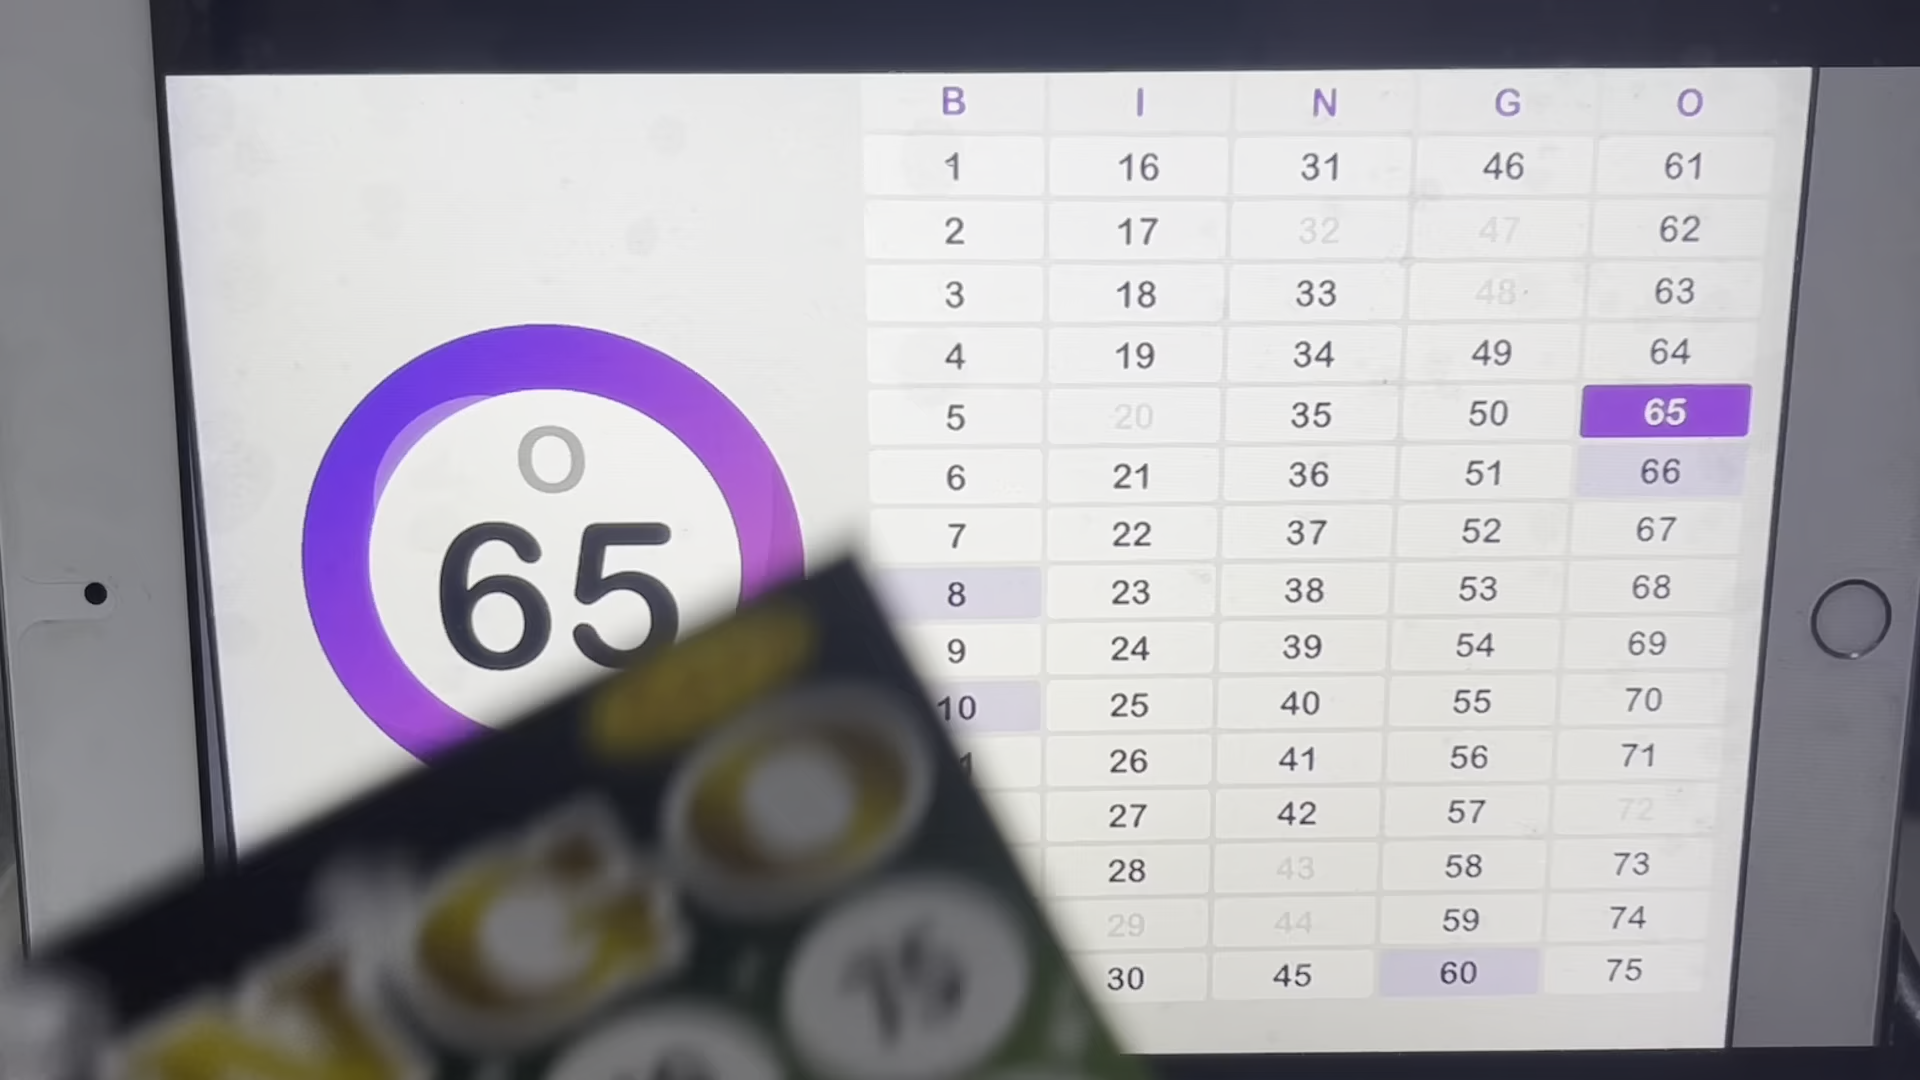 B I N G O
1 16 31 46 61
2 17 32 47 62
3 18 33 48 63
4 19 34 49 64
5 20 35 50 65
6 21 36 51 66
7 22 37 52 67
8 23 38 53 68
9 24 39 54 69
10 25 40 55 70
26 41 56 71
27 42 57 72
28 43 58 73
29 44 59 74
30 45 60 75
O
65
N G O
75